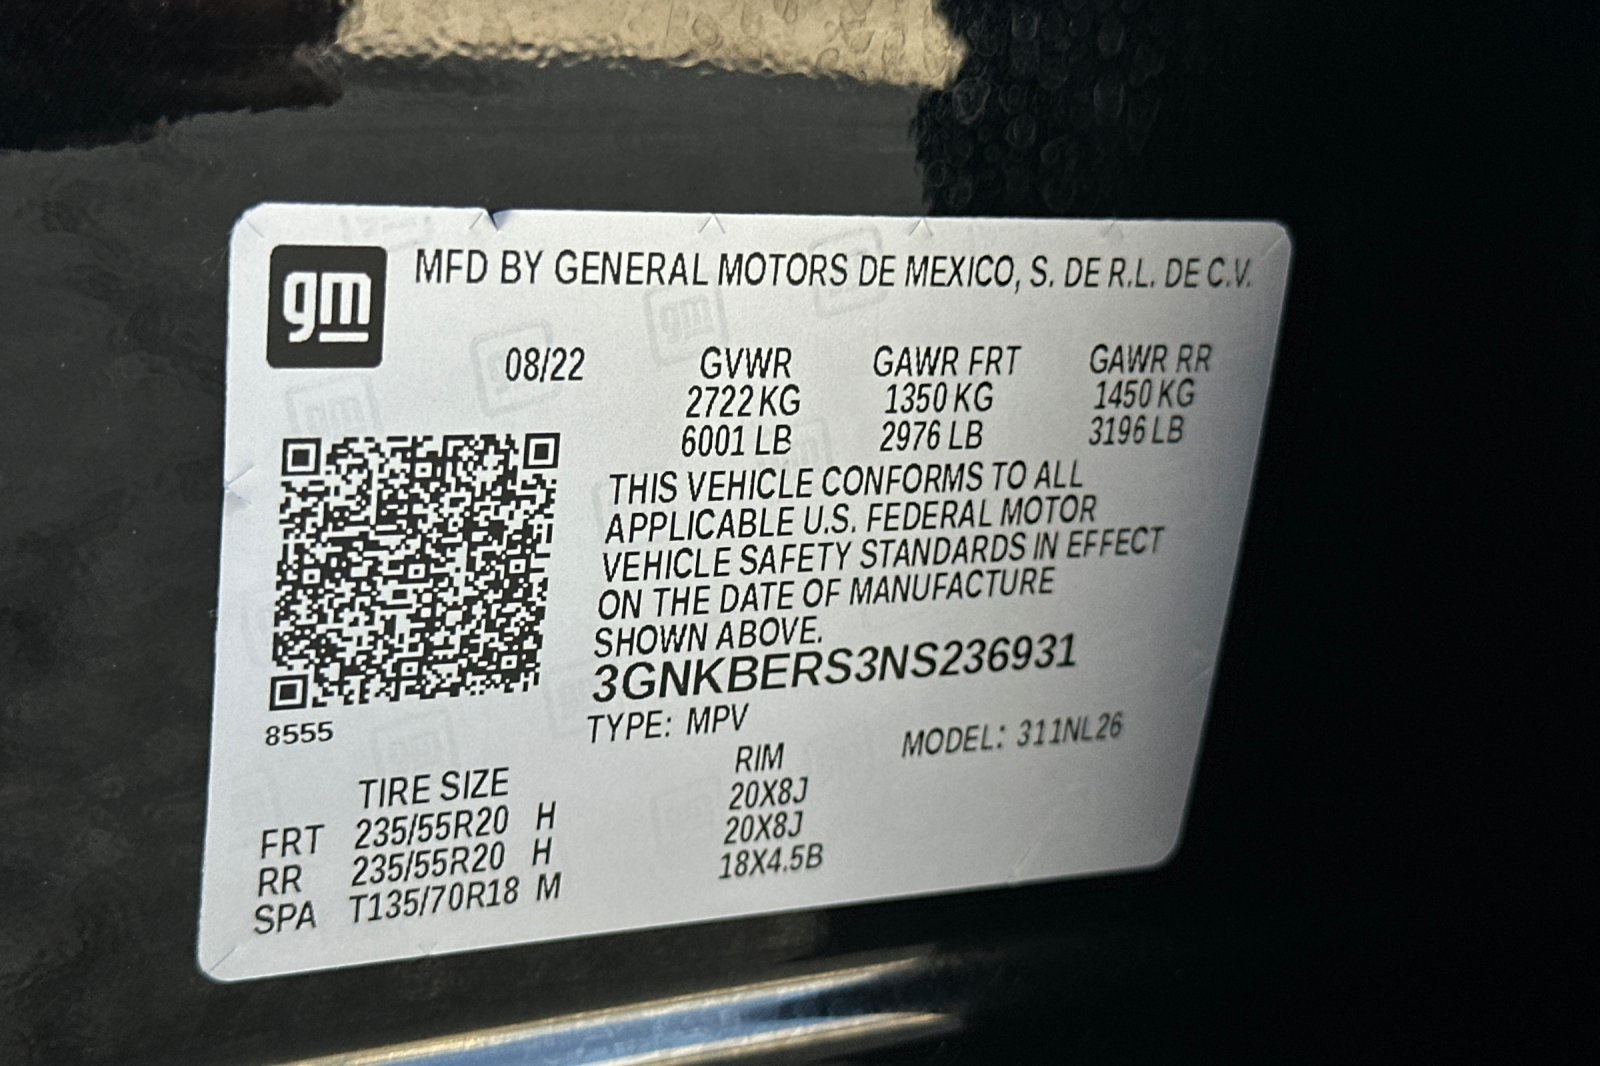 gm
MFD BY GENERAL MOTORS DE MEXICO, S. DE R.L. DE C.V.
08/22 GVWR GAWR FRT GAWR RR
2722 KG 1350 KG 1450 KG
6001 LB 2976 LB 3196 LB
THIS VEHICLE CONFORMS TO ALL
APPLICABLE U.S. FEDERAL MOTOR
VEHICLE SAFETY STANDARDS IN EFFECT
ON THE DATE OF MANUFACTURE
SHOWN ABOVE.
3GNKBERS3NS236931
8555
TYPE: MPV MODEL: 311NL26
TIRE SIZE RIM
FRT 235/55R20 H 20X8J
RR 235/55R20 H 20X8J
SPA T135/70R18 M 18X4.5B